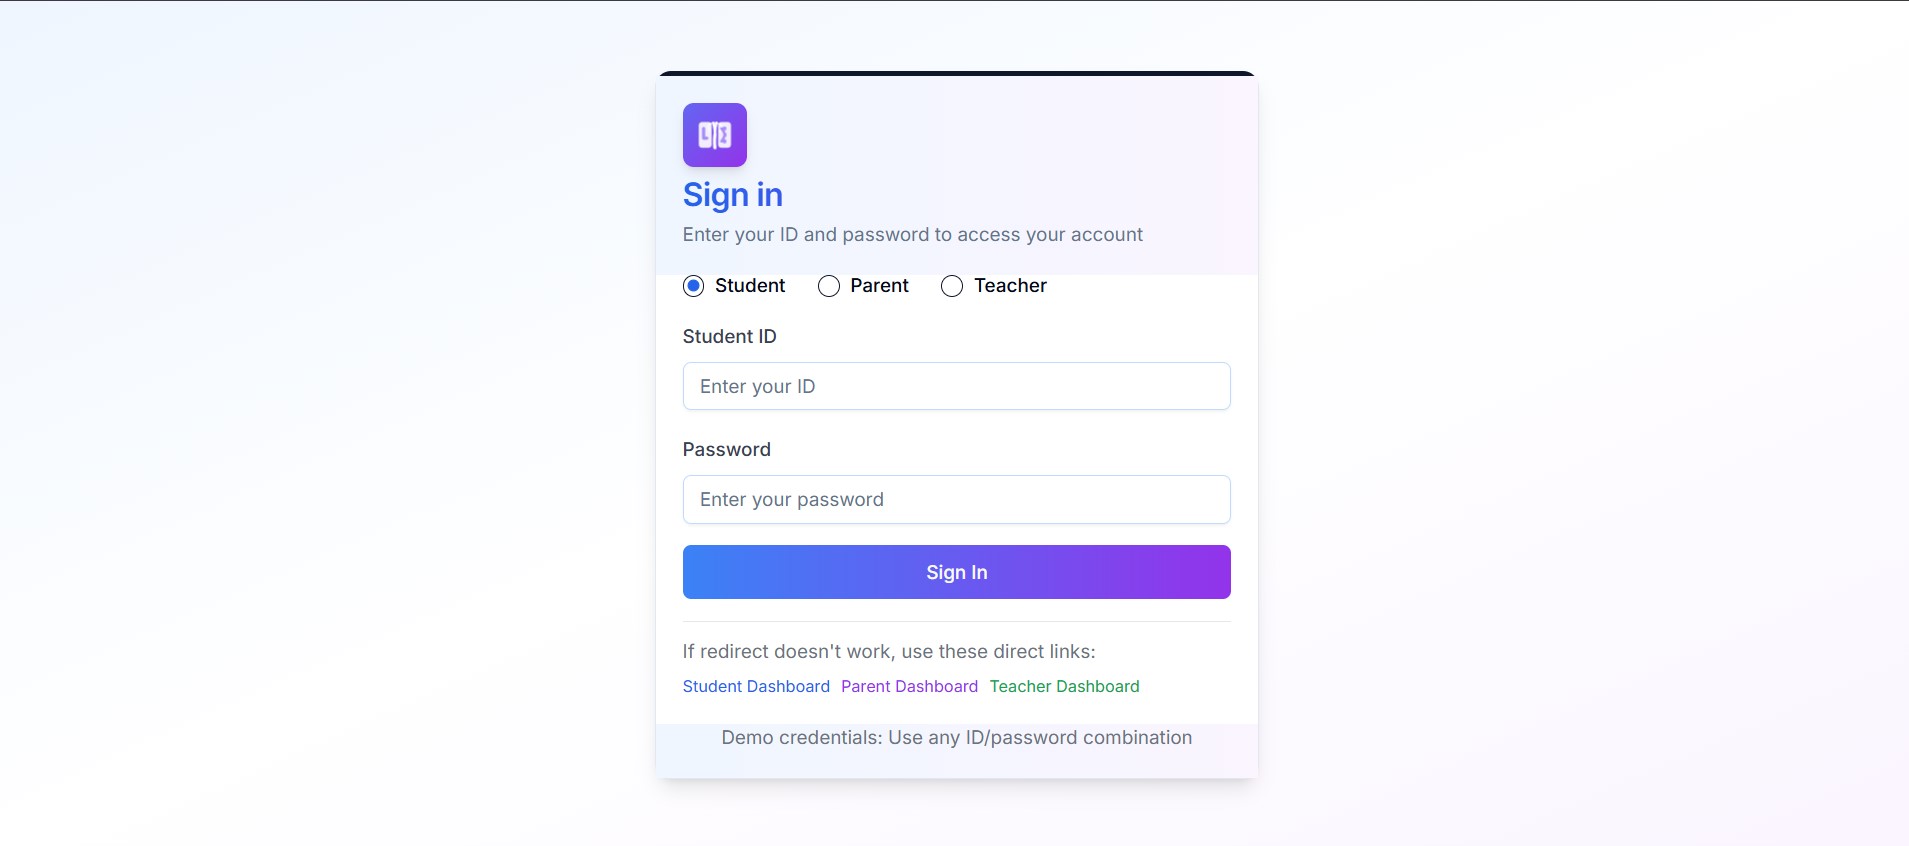 Sign in
Enter your ID and password to access your account
Student Parent Teacher
Student ID
Enter your ID
Password
Enter your password
Sign In
If redirect doesn't work, use these direct links:
Student Dashboard Parent Dashboard Teacher Dashboard
Demo credentials: Use any ID/password combination